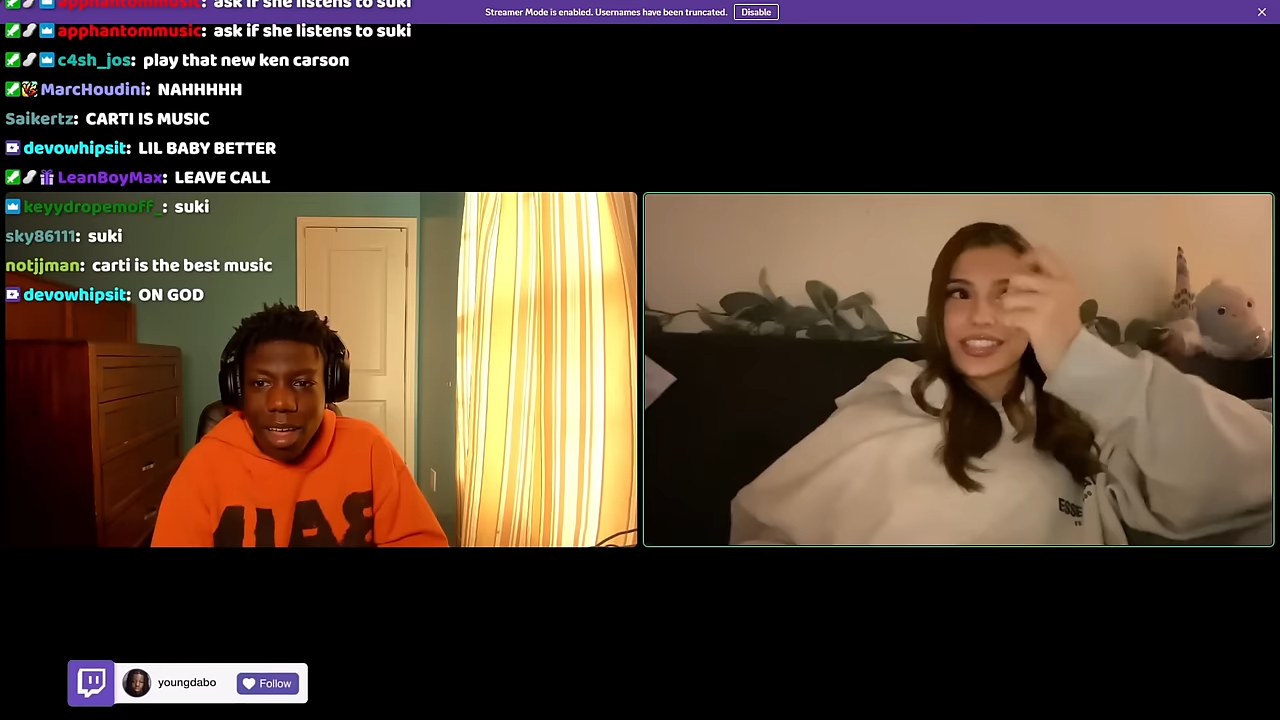 Streamer Mode is enabled. Usernames have been truncated. Disable
apphantommusic: ask if she listens to suki
apphantommusic: ask if she listens to suki
c4sh_jos: play that new ken carson
MarcHoudini: NAHHHHH
Saikertz: CARTI IS MUSIC
devowhipsit: LIL BABY BETTER
LeanBoyMax: LEAVE CALL
keyydropemoff_: suki
sky86111: suki
notjjman: carti is the best music
devowhipsit: ON GOD
youngdabo
Follow